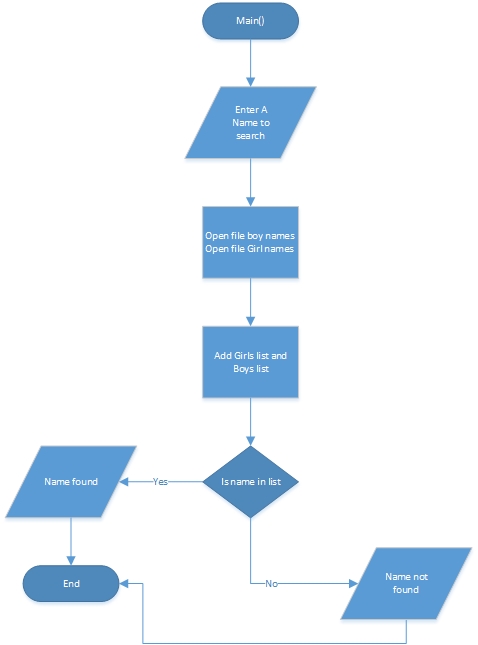 Main()
Enter A
Name to
search
Open file boy names
Open file Girl names
Add Girls list and
Boys list
Is name in list
Yes
Name found
End
No
Name not
found